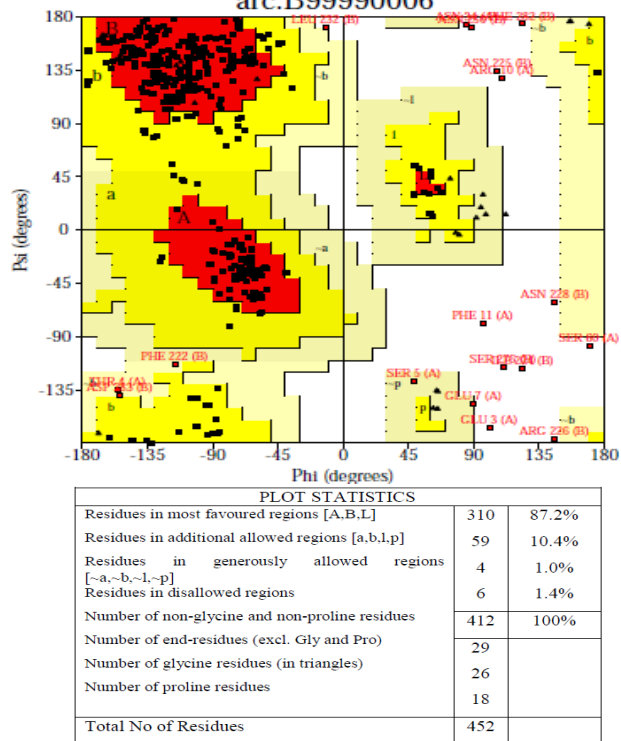 arc.B99990006
180
135
90
45
0
-45
-90
-135
-180
-135
-90
-45
0
45
90
135
180
Psi (degrees)
Phi (degrees)
B
A
b
a
l
b
b
p
~b
~b
~l
~a
~p
~b
~b
LEU 232 (B)
ASN 225 (B)
ARG 10 (A)
ASN 228 (B)
PHE 11 (A)
PHE 222 (B)
SER 5 (A)
GLU 7 (A)
GLU 3 (A)
ARG 226 (B)
PLOT STATISTICS
Residues in most favoured regions [A,B,L] 310 87.2%
Residues in additional allowed regions [a,b,l,p] 59 10.4%
Residues in generously allowed regions
[~a,~b,~l,~p] 4 1.0%
Residues in disallowed regions 6 1.4%
Number of non-glycine and non-proline residues 412 100%
Number of end-residues (excl. Gly and Pro) 29
Number of glycine residues (in triangles) 26
Number of proline residues 18
Total No of Residues 452